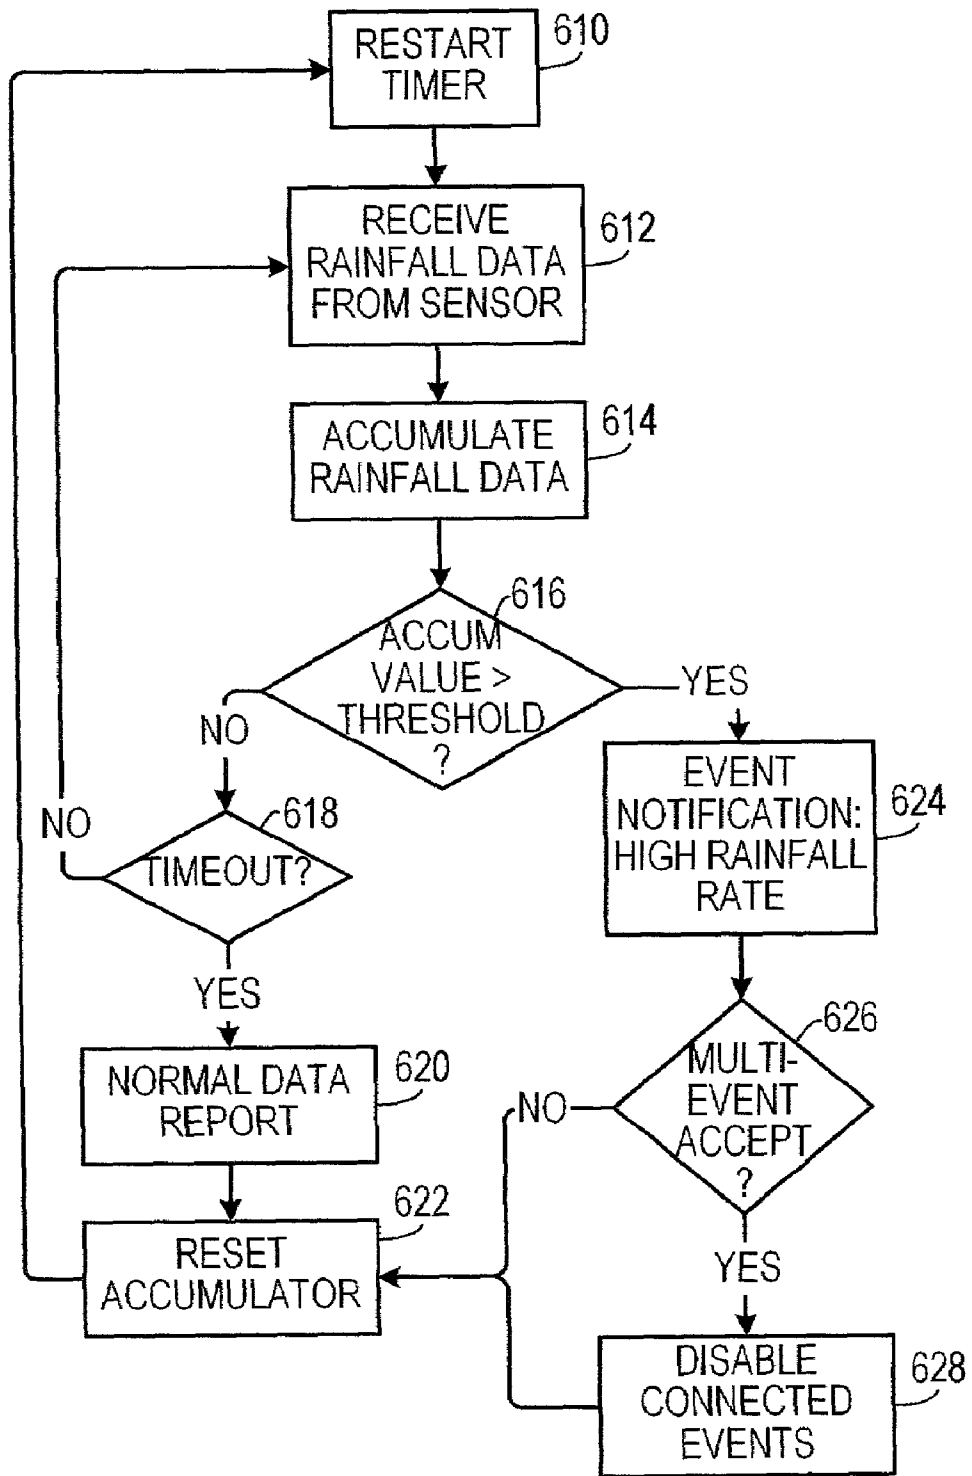 RESTART
TIMER
610
RECEIVE
RAINFALL DATA
FROM SENSOR
612
ACCUMULATE
RAINFALL DATA
614
616
ACCUM
VALUE >
THRESHOLD
?
YES
NO
EVENT
NOTIFICATION:
HIGH RAINFALL
RATE
624
618
TIMEOUT?
NO
YES
626
MULTI-
EVENT
ACCEPT
?
NO
YES
NORMAL DATA
REPORT
620
RESET
ACCUMULATOR
622
DISABLE
CONNECTED
EVENTS
628